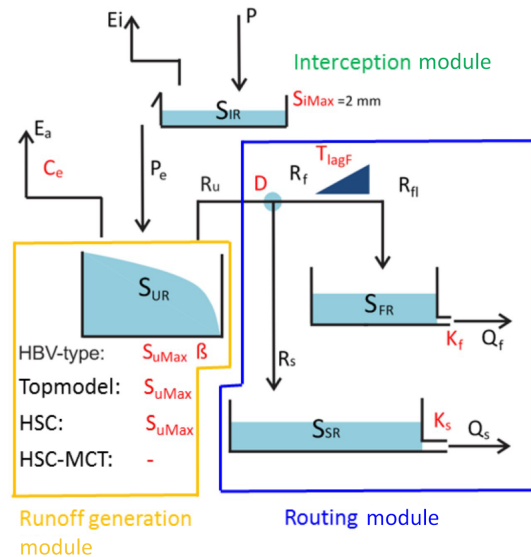 Ei
P
Interception module
SIR
SiMax =2 mm
Ea
Ce
Pe
Ru
D
Rf
TlagF
Rfl
SUR
SFR
Kf
Qf
HBV-type: SuMax ß
Rs
Topmodel: SuMax
HSC: SuMax
SSR
Ks
Qs
HSC-MCT: -
Runoff generation
module
Routing module